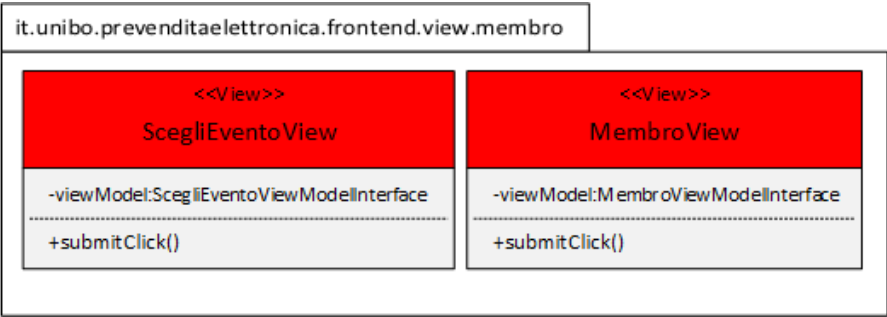 it.unibo.prevenditaelettronica.frontend.view.membro
<<View>>
ScegliEventoView
-viewModel:ScegliEventoViewModelInterface
+submitClick()
<<View>>
MembroView
-viewModel:MembroViewModelInterface
+submitClick()